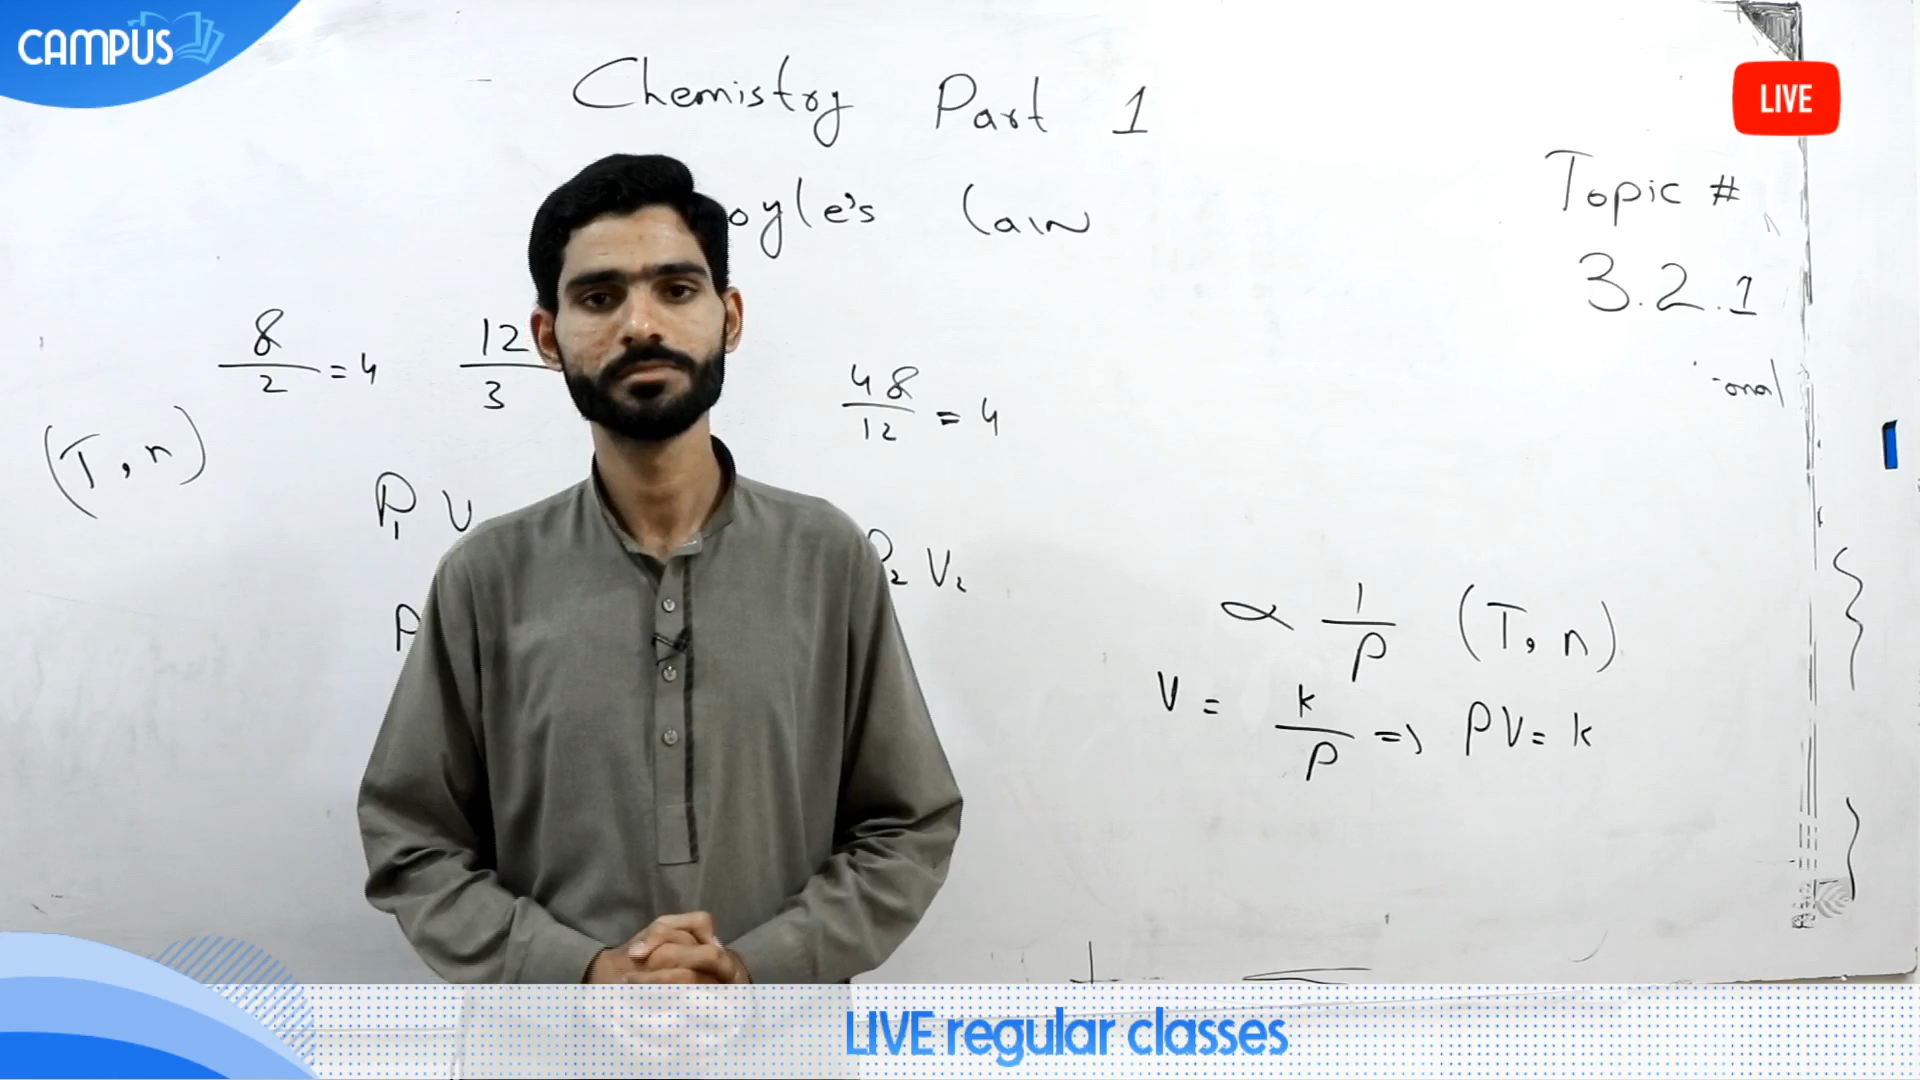 CAMPUS
LIVE
Chemistry Part 1
oyle's law
Topic #
3.2.1
8/2 = 4
12/3
48/12 = 4
onal
(T, n)
P₁ V
P₂ V₂
P
∝ 1/P (T, n)
V = k/P => PV = k
LIVE regular classes